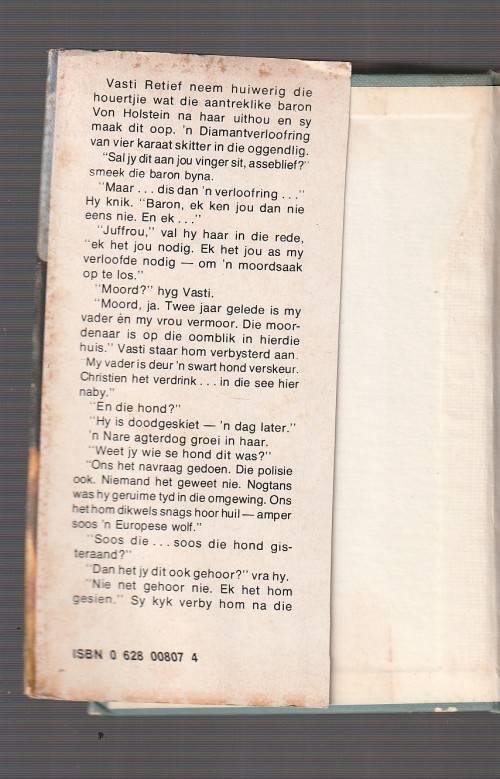 Vasti Retief neem huiwerig die
houertjie wat die aantreklike baron
Von Holstein na haar uithou en sy
maak dit oop. 'n Diamantverloofring
van vier karaat skitter in die oggendlig.
"Sal jy dit aan jou vinger sit, asseblief?"
smeek die baron byna.
"Maar . . . dis dan 'n verloofring . . ."
Hy knik. "Baron, ek ken jou dan nie
eens nie. En ek . . ."
"Juffrou," val hy haar in die rede,
"ek het jou nodig. Ek het jou as my
verloofde nodig — om 'n moordsaak
op te los."
"Moord?" hyg Vasti.
"Moord, ja. Twee jaar gelede is my
vader én my vrou vermoor. Die moor-
denaar is op die oomblik in hierdie
huis." Vasti staar hom verbysterd aan.
"My vader is deur 'n swart hond verskeur.
Christien het verdrink . . . in die see hier
naby."
"En die hond?"
"Hy is doodgeskiet — 'n dag later."
'n Nare agterdog groei in haar.
"Weet jy wie se hond dit was?"
"Ons het navraag gedoen. Die polisie
ook. Niemand het geweet nie. Nogtans
was hy geruime tyd in die omgewing. Ons
het hom dikwels snags hoor huil — amper
soos 'n Europese wolf."
"Soos die . . . soos die hond gis-
teraand?"
"Dan het jy dit ook gehoor?" vra hy.
"Nie net gehoor nie. Ek het hom
gesien." Sy kyk verby hom na die
ISBN 0 628 00807 4